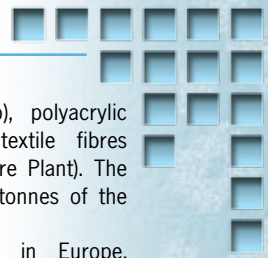 ), polyacrylic
textile fibres
re Plant). The
tonnes of the
in Europe.